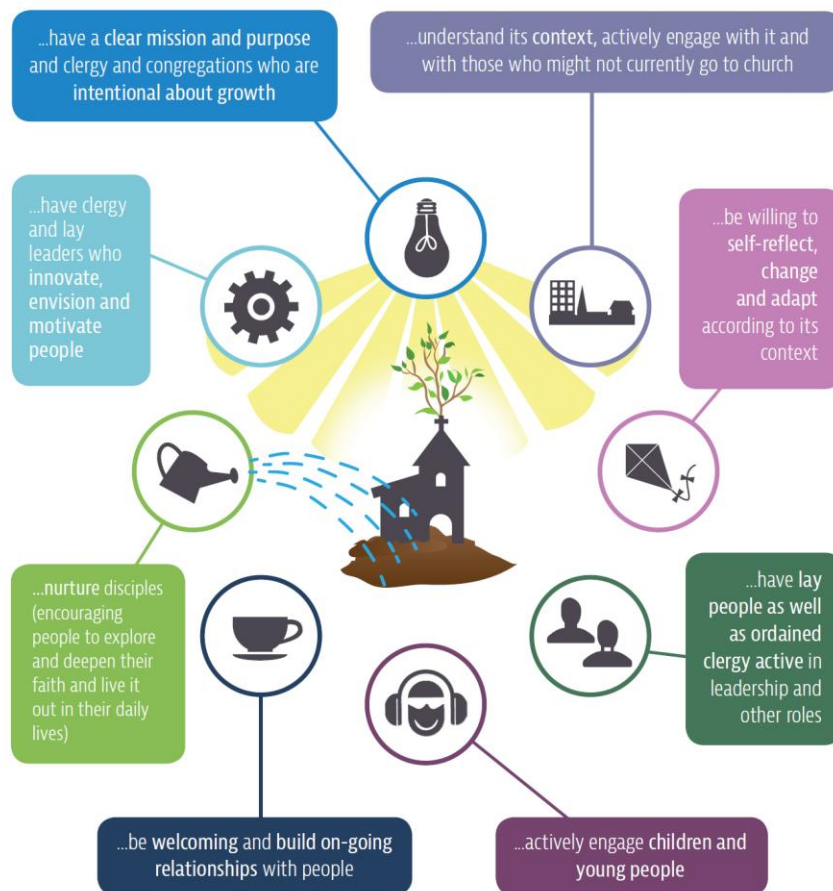 ...have a clear mission and purpose
and clergy and congregations who are
intentional about growth
...understand its context, actively engage with it and
with those who might not currently go to church
...have clergy
and lay
leaders who
innovate,
envision and
motivate
people
...be willing to
self-reflect,
change
and adapt
according to its
context
...nurture disciples
(encouraging
people to explore
and deepen their
faith and live it
out in their daily
lives)
...have lay
people as well
as ordained
clergy active in
leadership and
other roles
...be welcoming and build on-going
relationships with people
...actively engage children and
young people